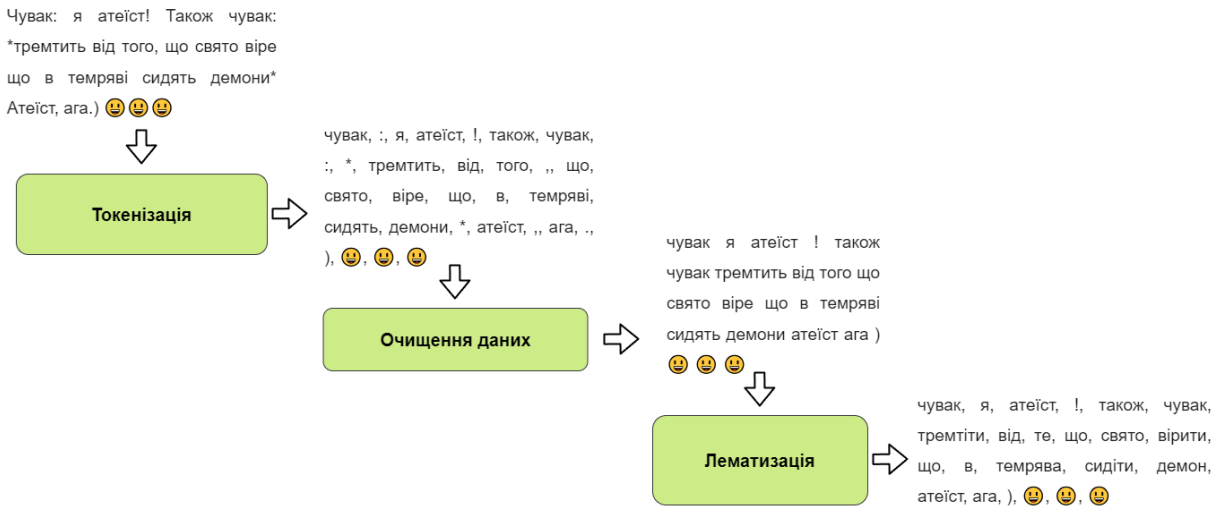 Чувак: я атеїст! Також чувак:
*тремтить від того, що свято віре
що в темряві сидять демони*
Атеїст, ага.) 😀😀😀
Токенізація
чувак, :, я, атеїст, !, також, чувак,
:, *, тремтить, від, того, ,, що,
свято, віре, що, в, темряві,
сидять, демони, *, атеїст, ,, ага, .,
), 😀, 😀, 😀
Очищення даних
чувак я атеїст ! також
чувак тремтить від того що
свято віре що в темряві
сидять демони атеїст ага )
😀 😀 😀
Лематизація
чувак, я, атеїст, !, також, чувак,
тремтіти, від, те, що, свято, вірити,
що, в, темрява, сидіти, демон,
атеїст, ага, ), 😀, 😀, 😀